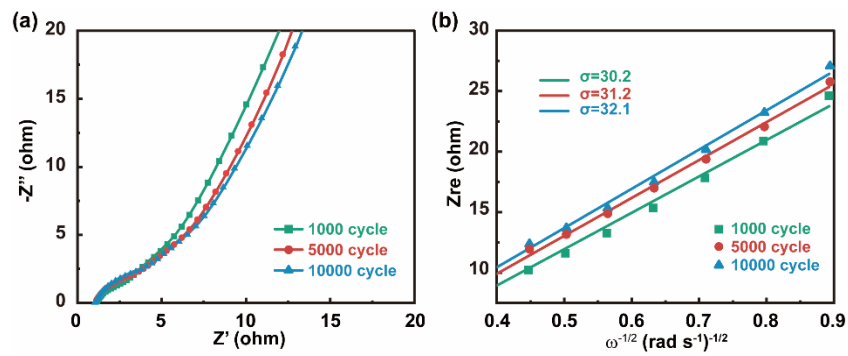 (a)
20
15
10
5
0
-Z'' (ohm)
0
5
10
15
20
Z' (ohm)
1000 cycle
5000 cycle
10000 cycle
(b)
30
25
20
15
10
Zre (ohm)
0.4
0.5
0.6
0.7
0.8
0.9
ω⁻¹/² (rad s⁻¹)⁻¹/²
σ=30.2
σ=31.2
σ=32.1
1000 cycle
5000 cycle
10000 cycle